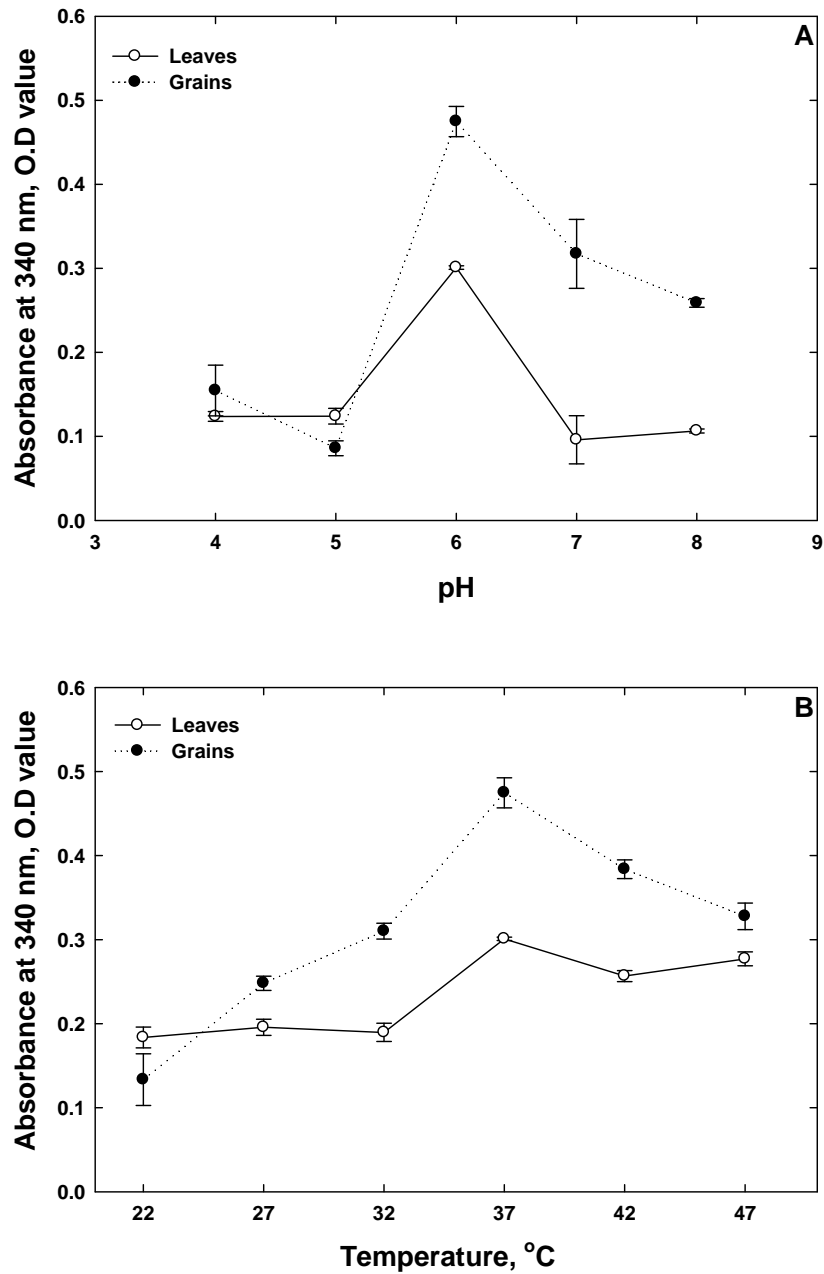 A
Leaves
Grains
Absorbance at 340 nm, O.D value
0.6
0.5
0.4
0.3
0.2
0.1
0.0
3 4 5 6 7 8 9
pH
B
Leaves
Grains
Absorbance at 340 nm, O.D value
0.6
0.5
0.4
0.3
0.2
0.1
0.0
22 27 32 37 42 47
Temperature, °C